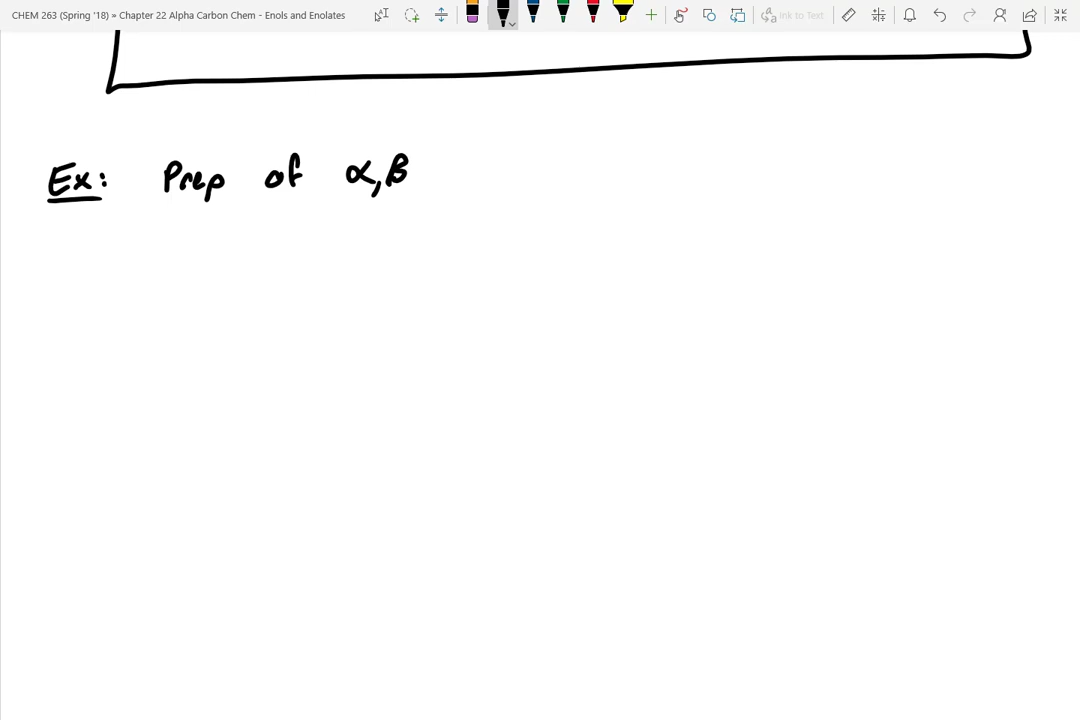 CHEM 263 (Spring '18) » Chapter 22 Alpha Carbon Chem - Enols and Enolates
Ink to Text
Ex: Prep of α,β